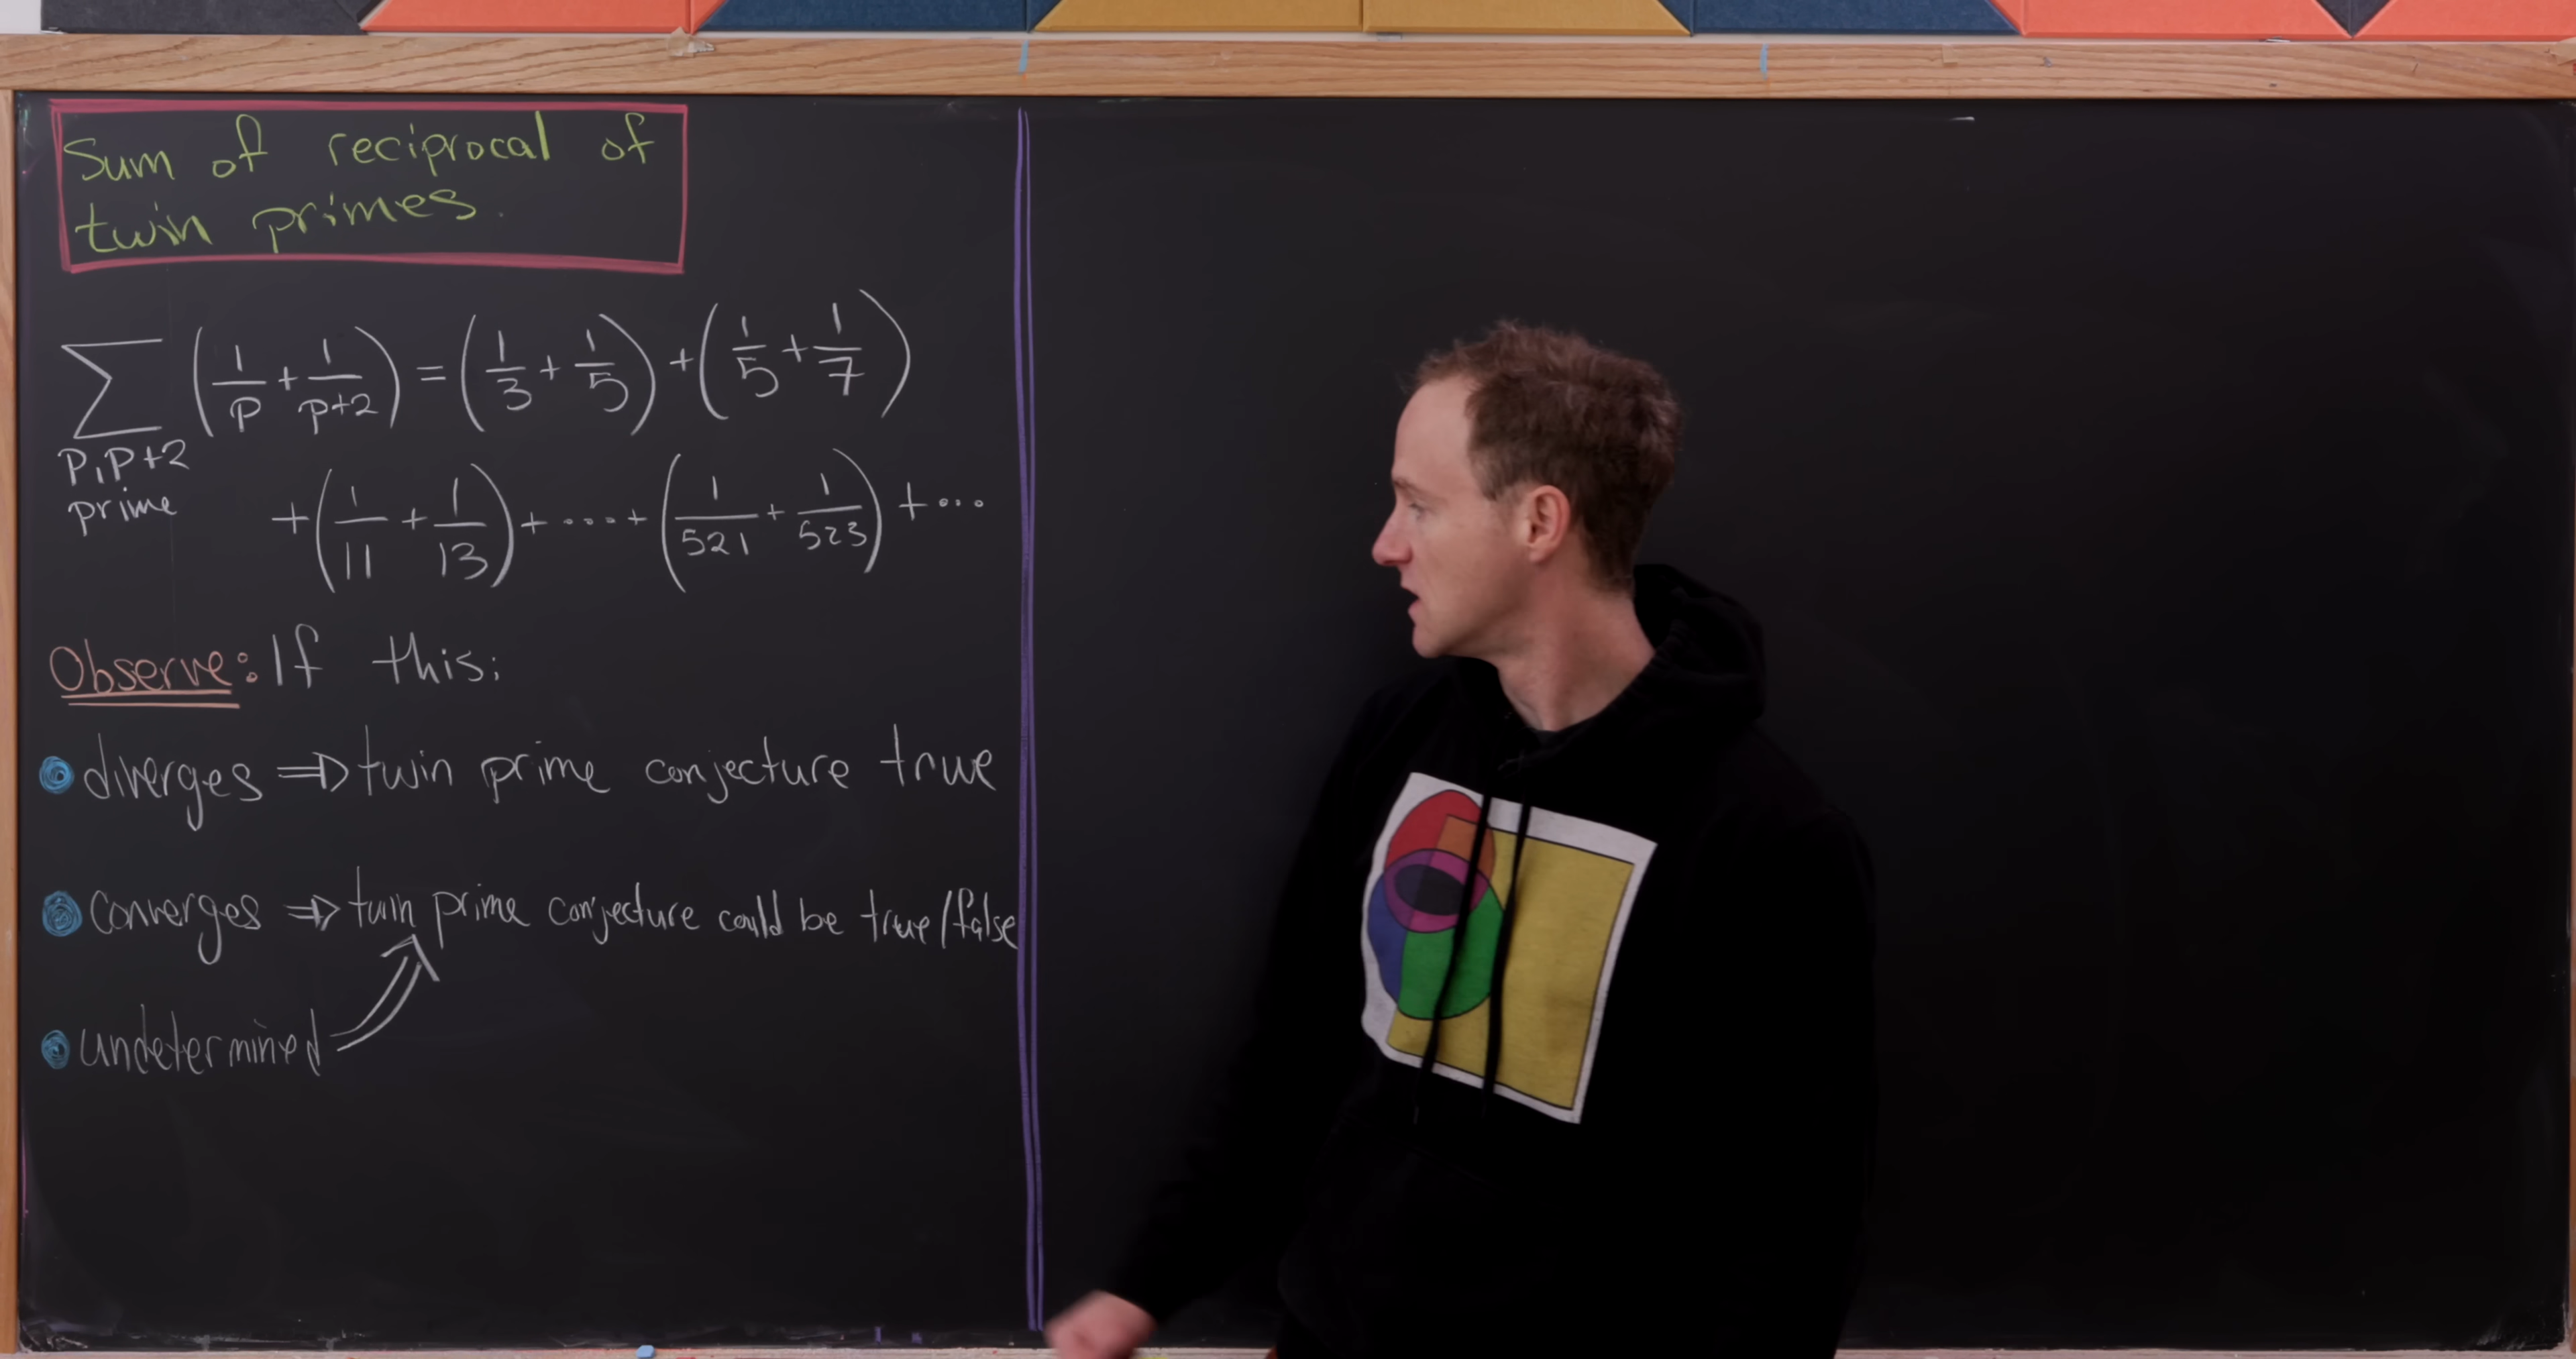 Sum of reciprocal of
twin primes.
∑ (1/p + 1/p+2) = (1/3 + 1/5) + (1/5 + 1/7)
p,p+2
prime
+ (1/11 + 1/13) + .... + (1/521 + 1/523) + ...
Observe: If this:
diverges ⇒ twin prime conjecture true
converges ⇒ twin prime conjecture could be true/false
undetermined